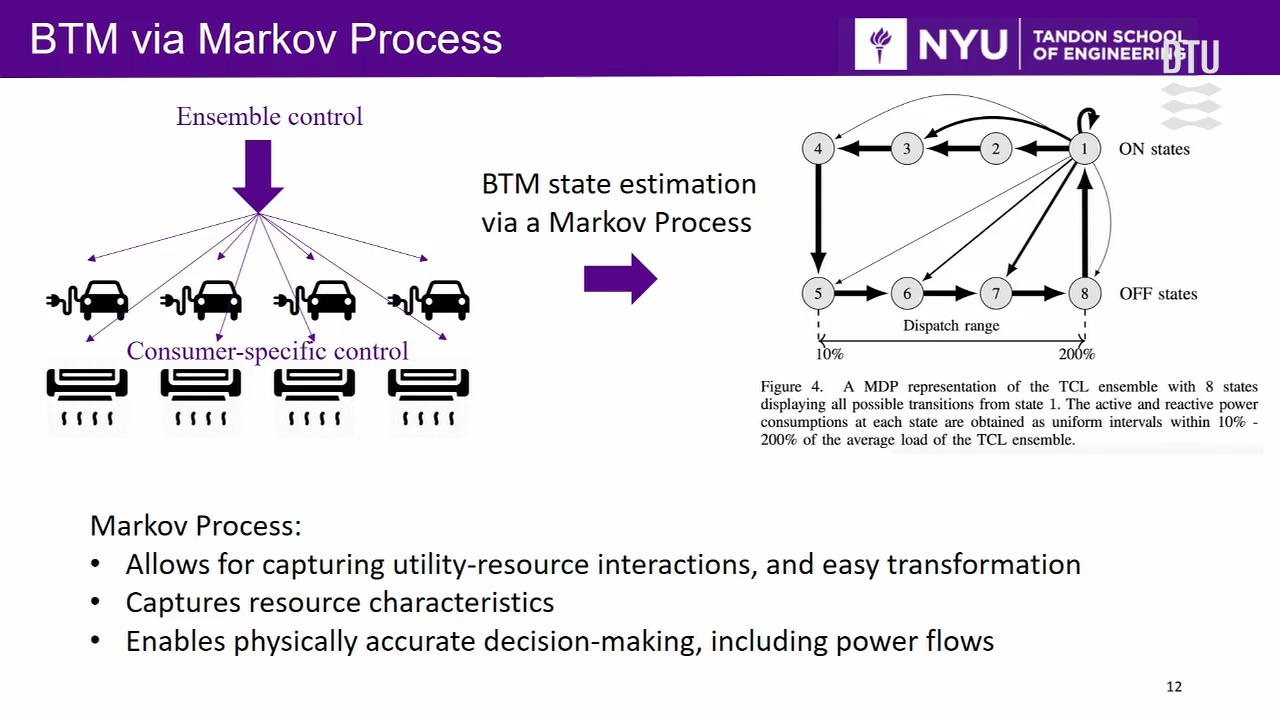 BTM via Markov Process
NYU
TANDON SCHOOL
OF ENGINEERING
DTU
Ensemble control
Consumer-specific control
BTM state estimation
via a Markov Process
4 3 2 1 ON states
5 6 7 8 OFF states
Dispatch range
10% 200%
Figure 4. A MDP representation of the TCL ensemble with 8 states
displaying all possible transitions from state 1. The active and reactive power
consumptions at each state are obtained as uniform intervals within 10% -
200% of the average load of the TCL ensemble.
Markov Process:
• Allows for capturing utility-resource interactions, and easy transformation
• Captures resource characteristics
• Enables physically accurate decision-making, including power flows
12